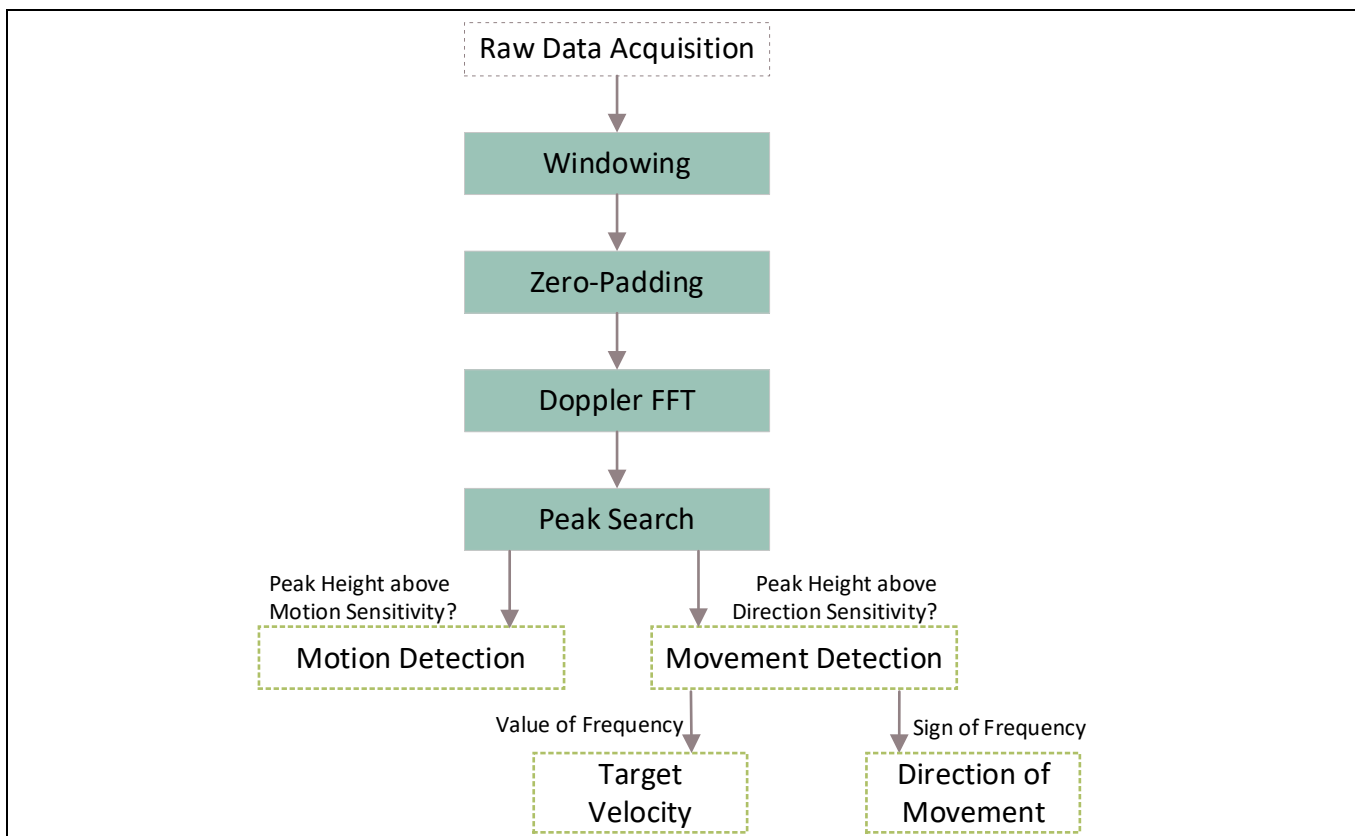 Raw Data Acquisition
Windowing
Zero-Padding
Doppler FFT
Peak Search
Peak Height above
Motion Sensitivity?
Peak Height above
Direction Sensitivity?
Motion Detection
Movement Detection
Value of Frequency
Sign of Frequency
Target
Velocity
Direction of
Movement